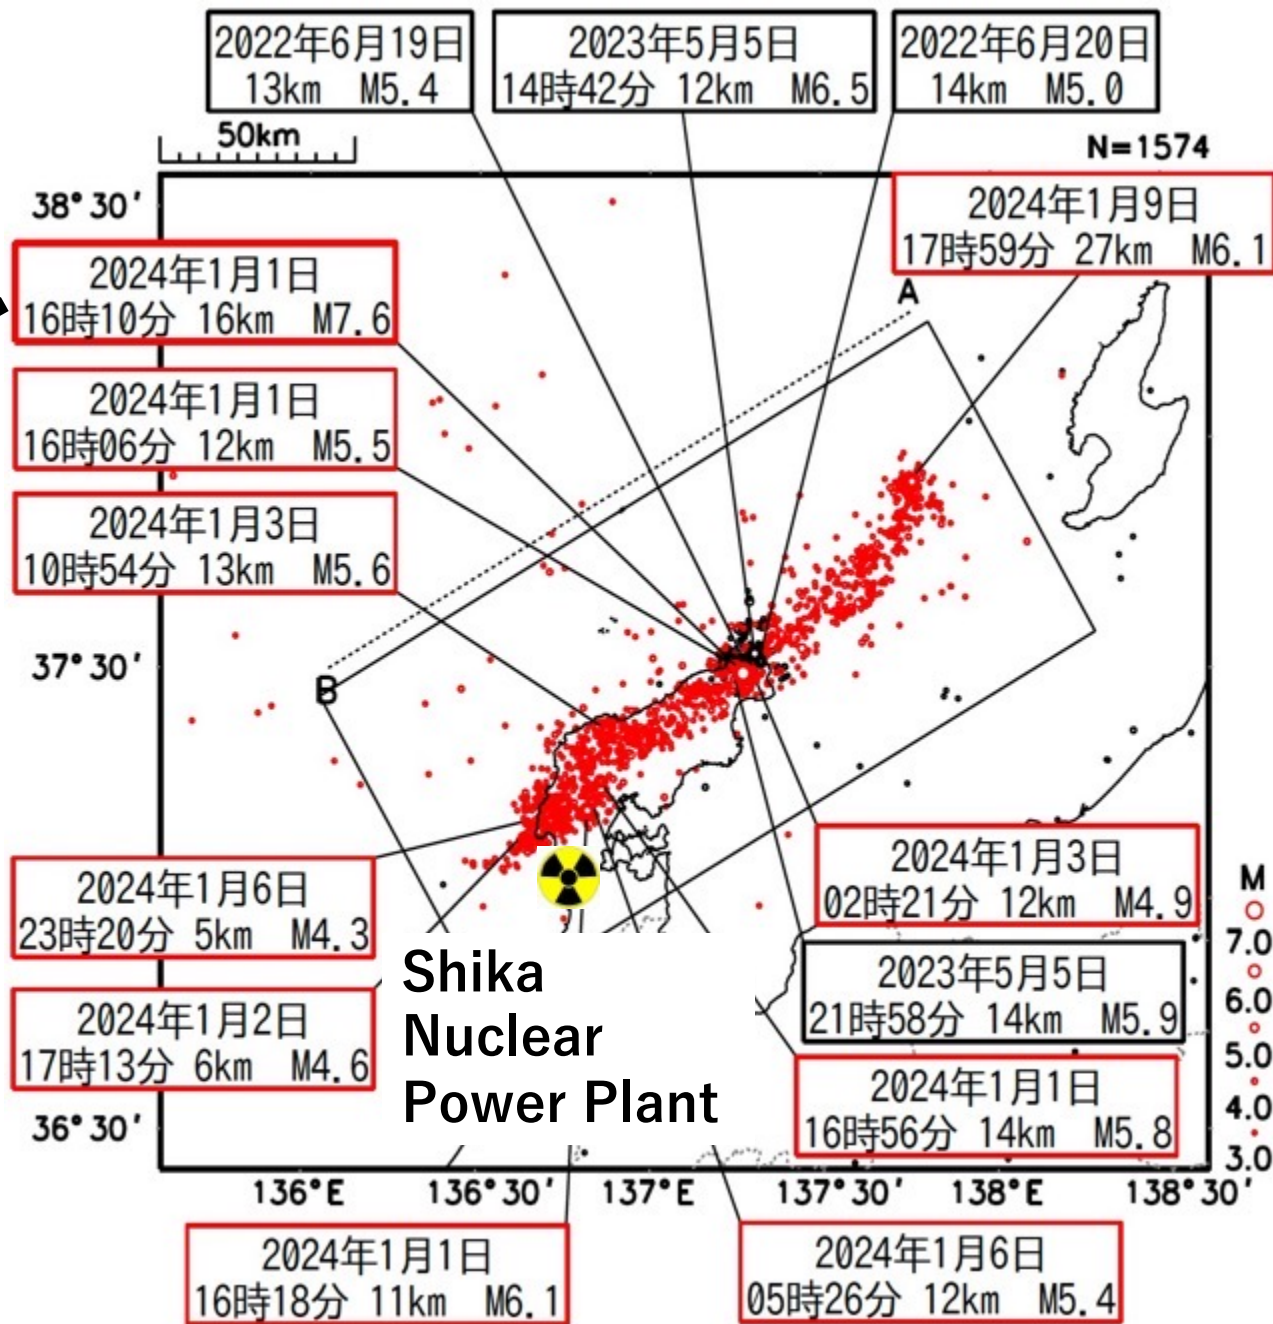 2022年6月19日
13km M5.4
2023年5月5日
14時42分 12km M6.5
2022年6月20日
14km M5.0
50km
N=1574
38°30′
2024年1月9日
17時59分 27km M6.1
2024年1月1日
16時10分 16km M7.6
A
2024年1月1日
16時06分 12km M5.5
2024年1月3日
10時54分 13km M5.6
37°30′
B
2024年1月6日
23時20分 5km M4.3
2024年1月3日
02時21分 12km M4.9
M
7.0
6.0
5.0
4.0
3.0
2023年5月5日
21時58分 14km M5.9
2024年1月2日
17時13分 6km M4.6
Shika
Nuclear
Power Plant
2024年1月1日
16時56分 14km M5.8
36°30′
136°E 136°30′ 137°E 137°30′ 138°E 138°30′
2024年1月1日
16時18分 11km M6.1
2024年1月6日
05時26分 12km M5.4